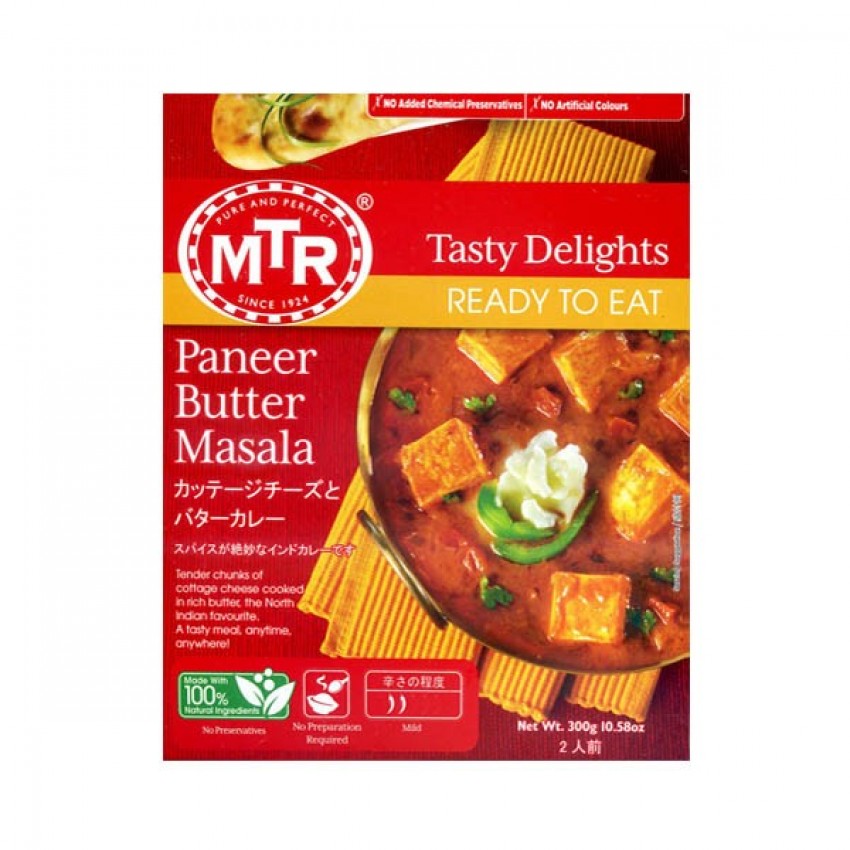 NO Added Chemical Preservatives
NO Artificial Colours
PURE AND PERFECT
MTR
®
SINCE 1924
Tasty Delights
READY TO EAT
Paneer
Butter
Masala
カッテージチーズと
バターカレー
スパイスが絶妙なインドカレーです
Tender chunks of
cottage cheese cooked
in rich butter, the North
Indian favourite.
A tasty meal, anytime,
anywhere!
Made With
100%
Natural Ingredients
No Preservatives
No Preparation
Required
辛さの程度
Mild
Net Wt. 300g 10.58oz
2 人前